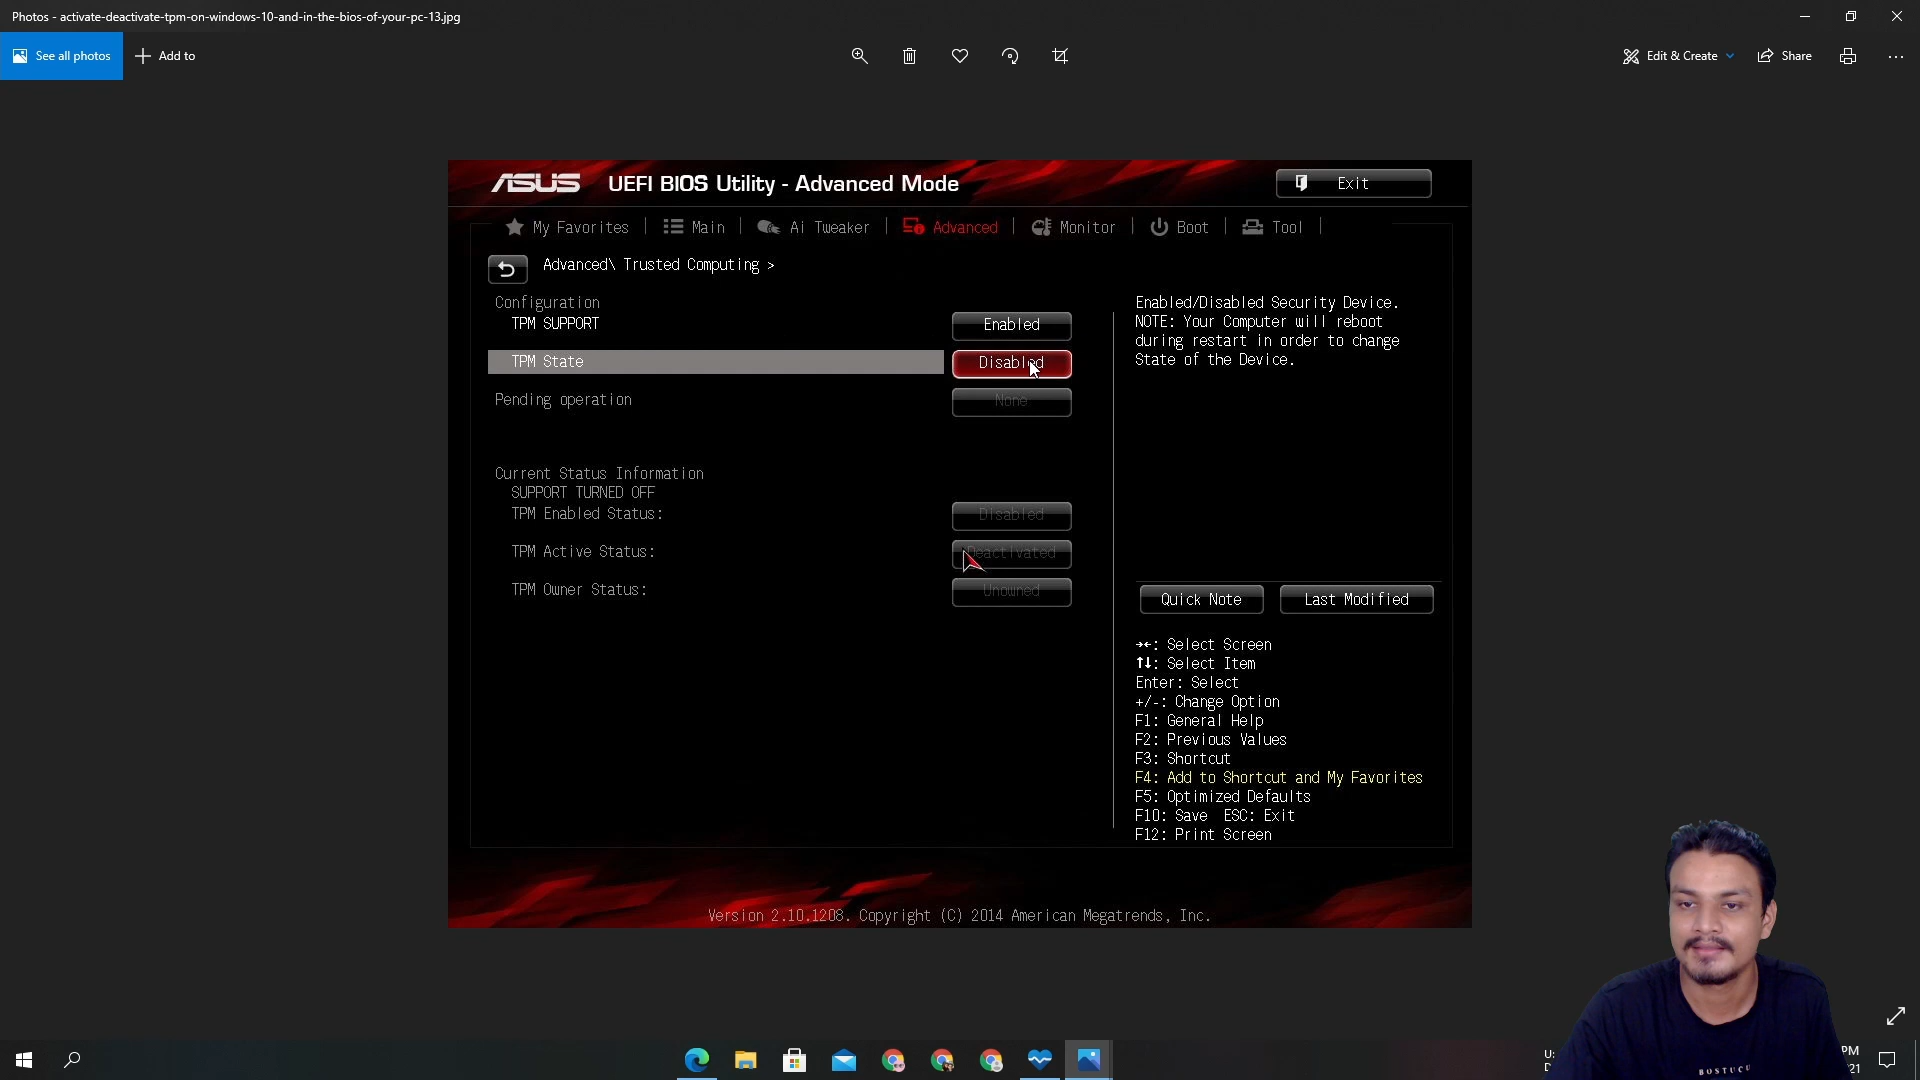 Photos - activate-deactivate-tpm-on-windows-10-and-in-the-bios-of-your-pc-13.jpg
See all photos
Add to
Edit & Create
Share
ASUS UEFI BIOS Utility - Advanced Mode
Exit
My Favorites
Main
Ai Tweaker
Advanced
Monitor
Boot
Tool
Advanced\ Trusted Computing >
Configuration
TPM SUPPORT
Enabled
TPM State
Disabled
Pending operation
None
Current Status Information
SUPPORT TURNED OFF
TPM Enabled Status:
Disabled
TPM Active Status:
Deactivated
TPM Owner Status:
Unowned
Enabled/Disabled Security Device.
NOTE: Your Computer will reboot
during restart in order to change
State of the Device.
Quick Note
Last Modified
→←: Select Screen
↑↓: Select Item
Enter: Select
+/-: Change Option
F1: General Help
F2: Previous Values
F3: Shortcut
F4: Add to Shortcut and My Favorites
F5: Optimized Defaults
F10: Save ESC: Exit
F12: Print Screen
Version 2.10.1208. Copyright (C) 2014 American Megatrends, Inc.
U:
D
PM
21